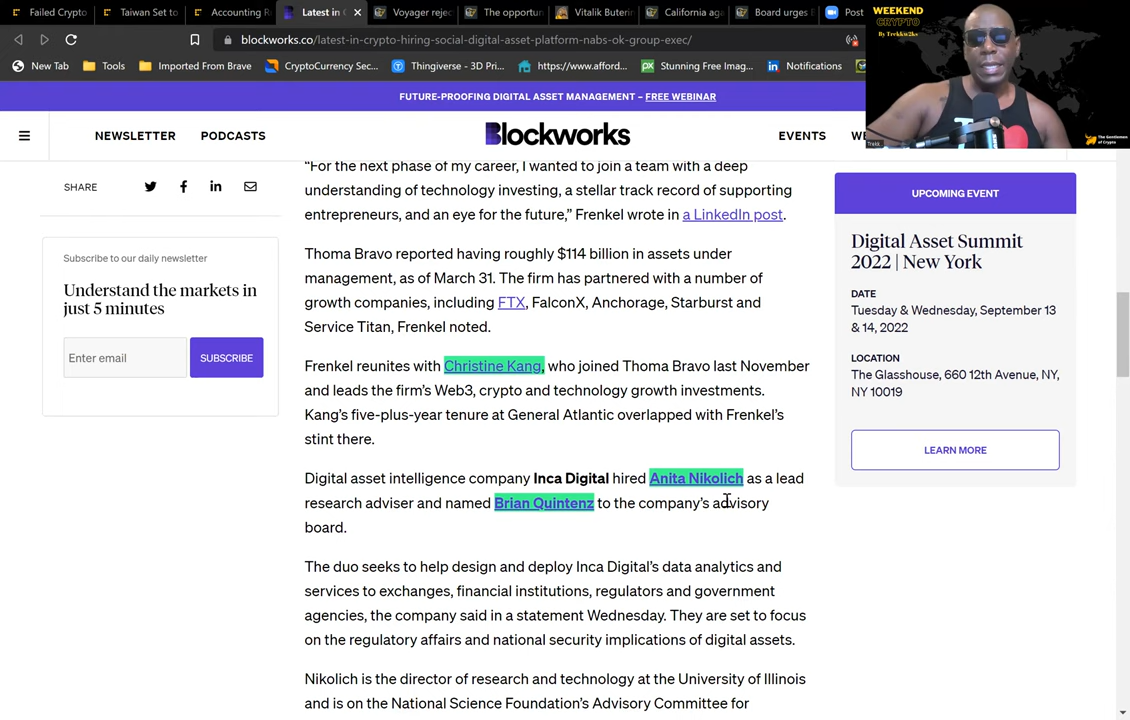 Failed Crypto
Taiwan Set to
Accounting R
Latest in C
Voyager rejec
The opportun
Vitalik Buterin
California aga
Board urges F
Post
blockworks.co/latest-in-crypto-hiring-social-digital-asset-platform-nabs-ok-group-exec/
New Tab
Tools
Imported From Brave
CryptoCurrency Sec...
Thingiverse - 3D Pri...
https://www.afford...
Stunning Free Imag...
Notifications
WEEKEND
CRYPTO
By Trekkw2ks
Trekk
The Gentlemen
of Crypto
FUTURE-PROOFING DIGITAL ASSET MANAGEMENT – FREE WEBINAR
NEWSLETTER
PODCASTS
Blockworks
EVENTS
WE
SHARE
Subscribe to our daily newsletter
Understand the markets in
just 5 minutes
Enter email
SUBSCRIBE
“For the next phase of my career, I wanted to join a team with a deep
understanding of technology investing, a stellar track record of supporting
entrepreneurs, and an eye for the future,” Frenkel wrote in a LinkedIn post.
Thoma Bravo reported having roughly $114 billion in assets under
management, as of March 31. The firm has partnered with a number of
growth companies, including FTX, FalconX, Anchorage, Starburst and
Service Titan, Frenkel noted.
Frenkel reunites with Christine Kang, who joined Thoma Bravo last November
and leads the firm’s Web3, crypto and technology growth investments.
Kang’s five-plus-year tenure at General Atlantic overlapped with Frenkel’s
stint there.
Digital asset intelligence company Inca Digital hired Anita Nikolich as a lead
research adviser and named Brian Quintenz to the company’s advisory
board.
The duo seeks to help design and deploy Inca Digital’s data analytics and
services to exchanges, financial institutions, regulators and government
agencies, the company said in a statement Wednesday. They are set to focus
on the regulatory affairs and national security implications of digital assets.
Nikolich is the director of research and technology at the University of Illinois
and is on the National Science Foundation’s Advisory Committee for
UPCOMING EVENT
Digital Asset Summit
2022 | New York
DATE
Tuesday & Wednesday, September 13
& 14, 2022
LOCATION
The Glasshouse, 660 12th Avenue, NY,
NY 10019
LEARN MORE